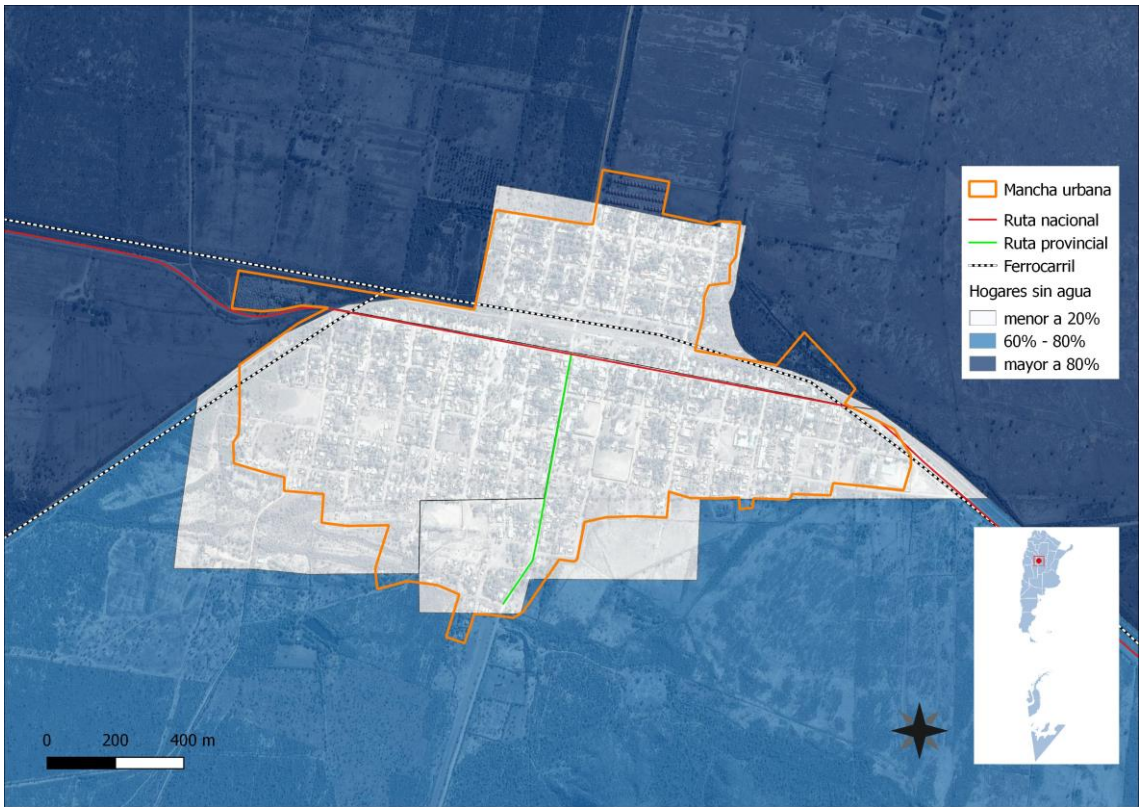 Mancha urbana
Ruta nacional
Ruta provincial
Ferrocarril
Hogares sin agua
menor a 20%
60% - 80%
mayor a 80%
0 200 400 m